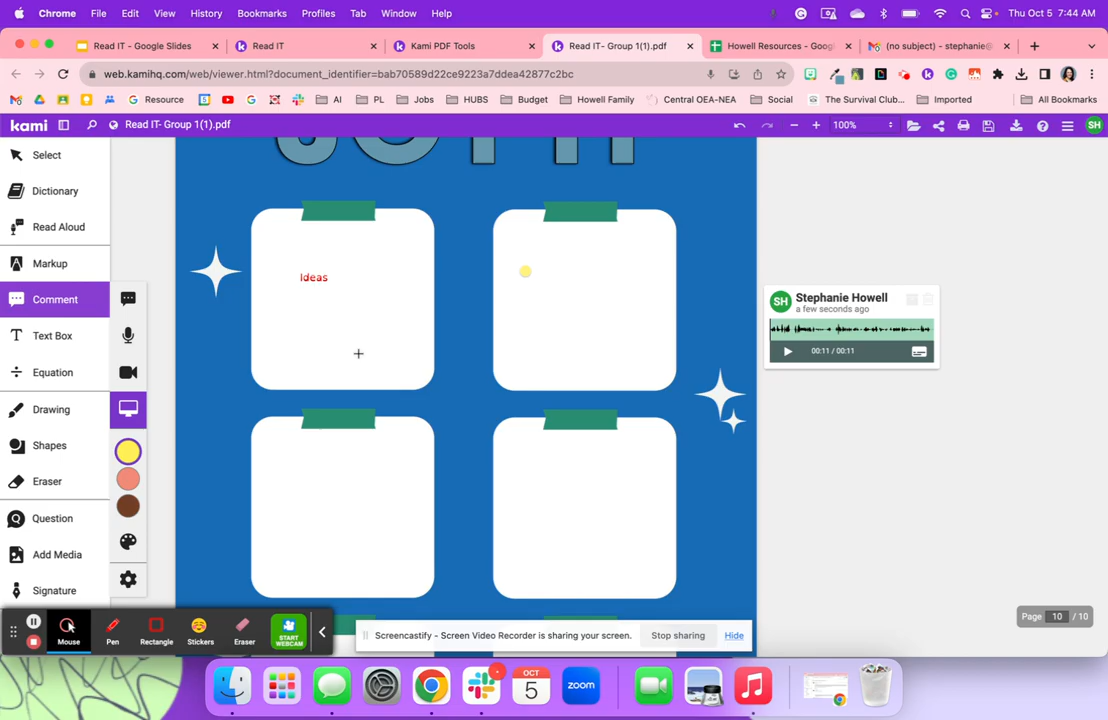 Chrome File Edit View History Bookmarks Profiles Tab Window Help Thu Oct 5 7:44 AM
Read IT - Google Slides Read IT Kami PDF Tools Read IT- Group 1(1).pdf Howell Resources - Goog (no subject) - stephanie@
web.kamihq.com/web/viewer.html?document_identifier=bab70589d22ce9223a7ddea42877c2bc
Resource AI PL Jobs HUBS Budget Howell Family Central OEA-NEA Social The Survival Club... Imported All Bookmarks
kami Read IT- Group 1(1).pdf 100% SH
Select
Dictionary
Read Aloud
Markup
Comment
Text Box
Equation
Drawing
Shapes
Eraser
Question
Add Media
Signature
Ideas
SH Stephanie Howell
a few seconds ago
00:11 / 00:11
Page 10 / 10
Mouse Pen Rectangle Stickers Eraser START WEBCAM
Screencastify - Screen Video Recorder is sharing your screen. Stop sharing Hide
OCT
5
zoom